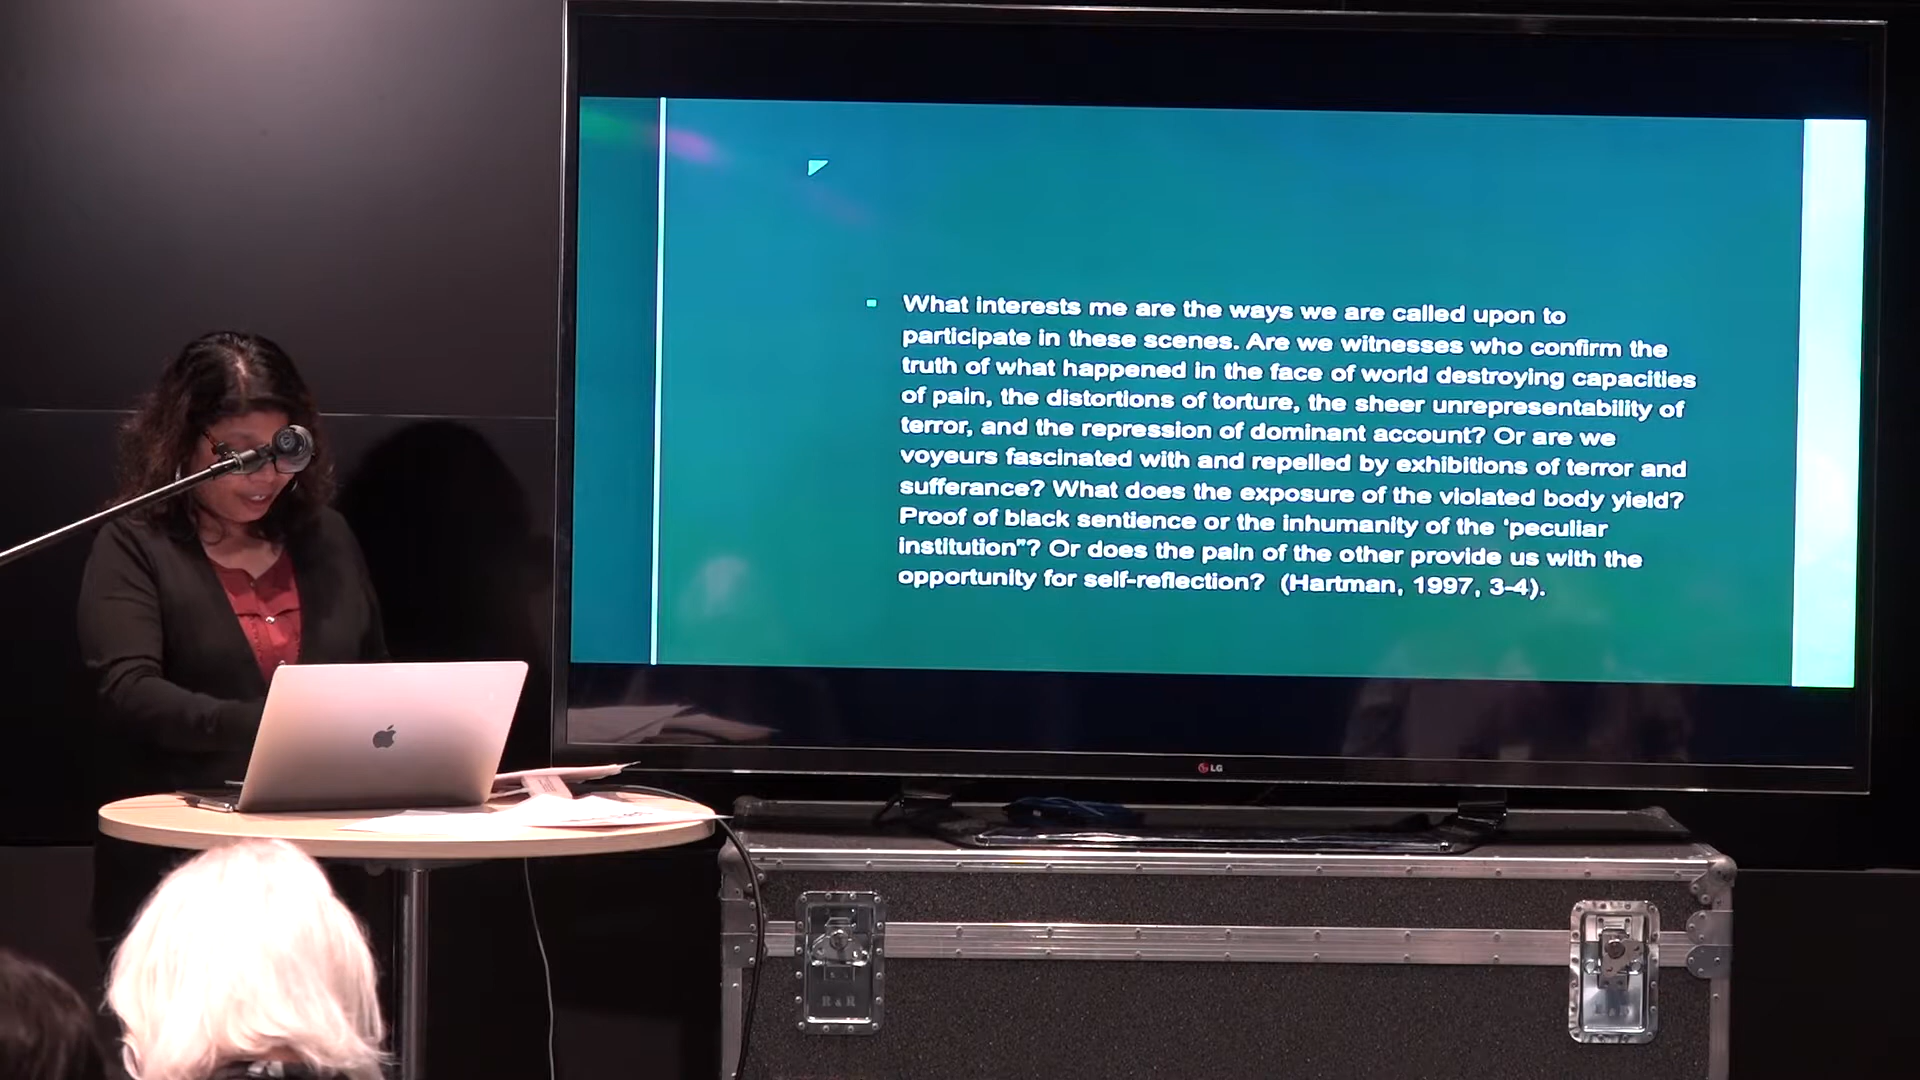 What interests me are the ways we are called upon to
participate in these scenes. Are we witnesses who confirm the
truth of what happened in the face of world destroying capacities
of pain, the distortions of torture, the sheer unrepresentability of
terror, and the repression of dominant account? Or are we
voyeurs fascinated with and repelled by exhibitions of terror and
sufferance? What does the exposure of the violated body yield?
Proof of black sentience or the inhumanity of the ‘peculiar
institution”? Or does the pain of the other provide us with the
opportunity for self-reflection? (Hartman, 1997, 3-4).
LG
R & R